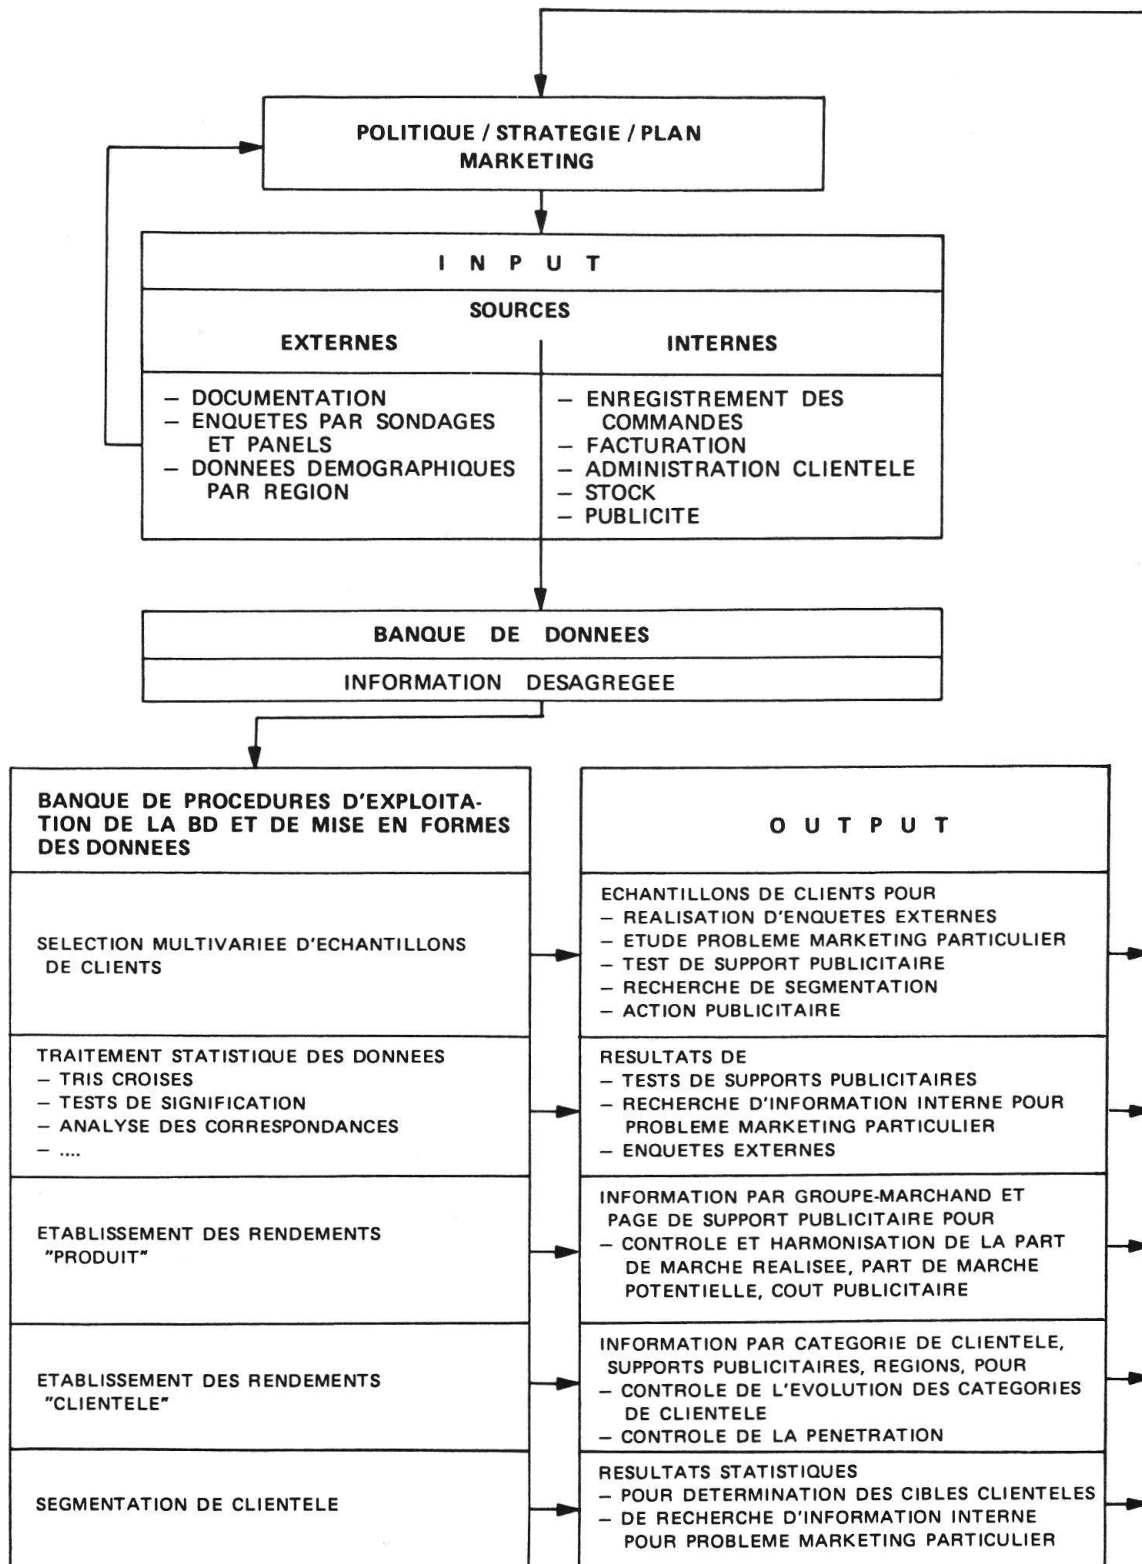 POLITIQUE / STRATEGIE / PLAN
MARKETING
I N P U T
SOURCES
EXTERNES
INTERNES
– DOCUMENTATION
– ENQUETES PAR SONDAGES
ET PANELS
– DONNEES DEMOGRAPHIQUES
PAR REGION
– ENREGISTREMENT DES
COMMANDES
– FACTURATION
– ADMINISTRATION CLIENTELE
– STOCK
– PUBLICITE
BANQUE DE DONNEES
INFORMATION DESAGREGEE
BANQUE DE PROCEDURES D'EXPLOITA-
TION DE LA BD ET DE MISE EN FORMES
DES DONNEES
O U T P U T
SELECTION MULTIVARIEE D'ECHANTILLONS
DE CLIENTS
ECHANTILLONS DE CLIENTS POUR
– REALISATION D'ENQUETES EXTERNES
– ETUDE PROBLEME MARKETING PARTICULIER
– TEST DE SUPPORT PUBLICITAIRE
– RECHERCHE DE SEGMENTATION
– ACTION PUBLICITAIRE
TRAITEMENT STATISTIQUE DES DONNEES
– TRIS CROISES
– TESTS DE SIGNIFICATION
– ANALYSE DES CORRESPONDANCES
– ....
RESULTATS DE
– TESTS DE SUPPORTS PUBLICITAIRES
– RECHERCHE D'INFORMATION INTERNE POUR
PROBLEME MARKETING PARTICULIER
– ENQUETES EXTERNES
ETABLISSEMENT DES RENDEMENTS
"PRODUIT"
INFORMATION PAR GROUPE-MARCHAND ET
PAGE DE SUPPORT PUBLICITAIRE POUR
– CONTROLE ET HARMONISATION DE LA PART
DE MARCHE REALISEE, PART DE MARCHE
POTENTIELLE, COUT PUBLICITAIRE
ETABLISSEMENT DES RENDEMENTS
"CLIENTELE"
INFORMATION PAR CATEGORIE DE CLIENTELE,
SUPPORTS PUBLICITAIRES, REGIONS, POUR
– CONTROLE DE L'EVOLUTION DES CATEGORIES
DE CLIENTELE
– CONTROLE DE LA PENETRATION
SEGMENTATION DE CLIENTELE
RESULTATS STATISTIQUES
– POUR DETERMINATION DES CIBLES CLIENTELES
– DE RECHERCHE D'INFORMATION INTERNE
POUR PROBLEME MARKETING PARTICULIER